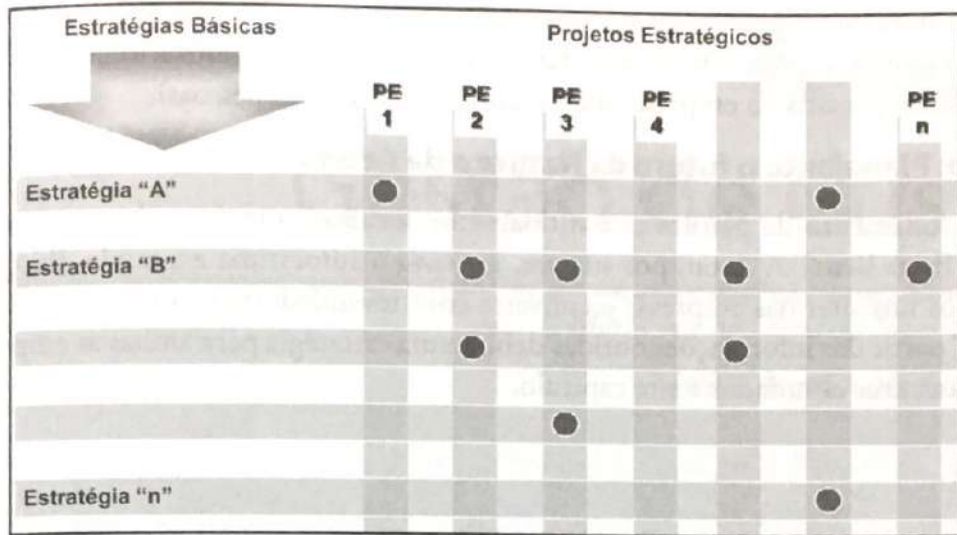 Estratégias Básicas
Projetos Estratégicos
PE PE PE PE PE
1 2 3 4 n
Estratégia “A”
Estratégia “B”
Estratégia “n”